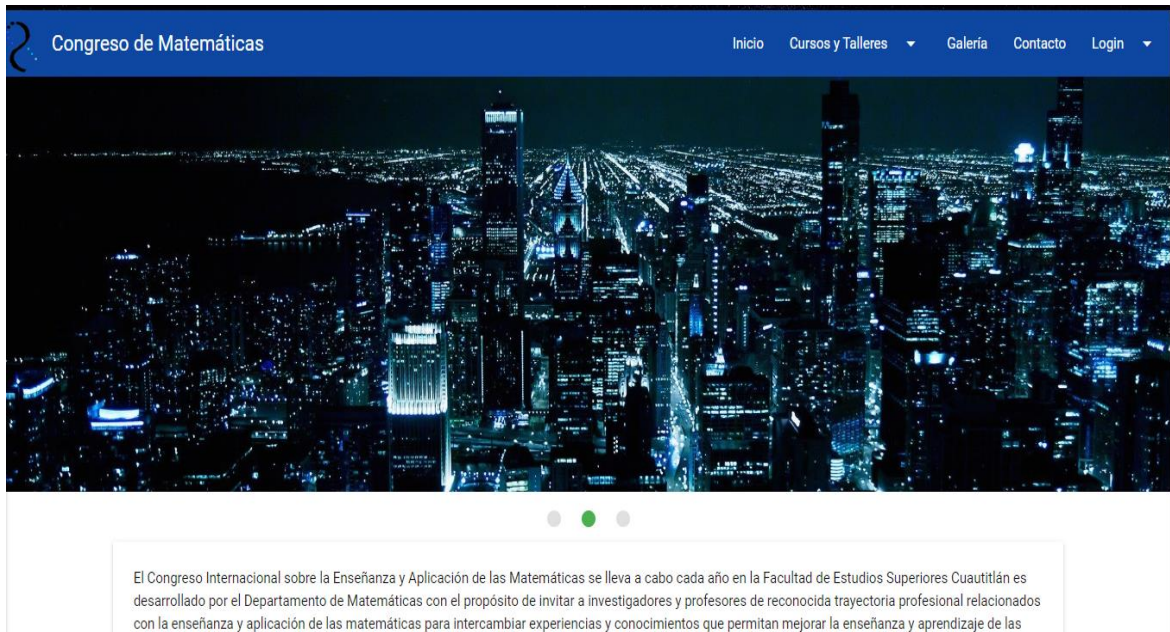 Congreso de Matemáticas
Inicio Cursos y Talleres Galería Contacto Login
El Congreso Internacional sobre la Enseñanza y Aplicación de las Matemáticas se lleva a cabo cada año en la Facultad de Estudios Superiores Cuautitlán es
desarrollado por el Departamento de Matemáticas con el propósito de invitar a investigadores y profesores de reconocida trayectoria profesional relacionados
con la enseñanza y aplicación de las matemáticas para intercambiar experiencias y conocimientos que permitan mejorar la enseñanza y aprendizaje de las